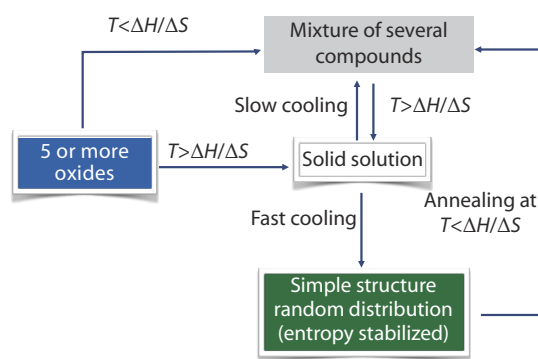 T<ΔH/ΔS
Mixture of several
compounds
Slow cooling
T>ΔH/ΔS
5 or more
oxides
T>ΔH/ΔS
Solid solution
Fast cooling
Annealing at
T<ΔH/ΔS
Simple structure
random distribution
(entropy stabilized)